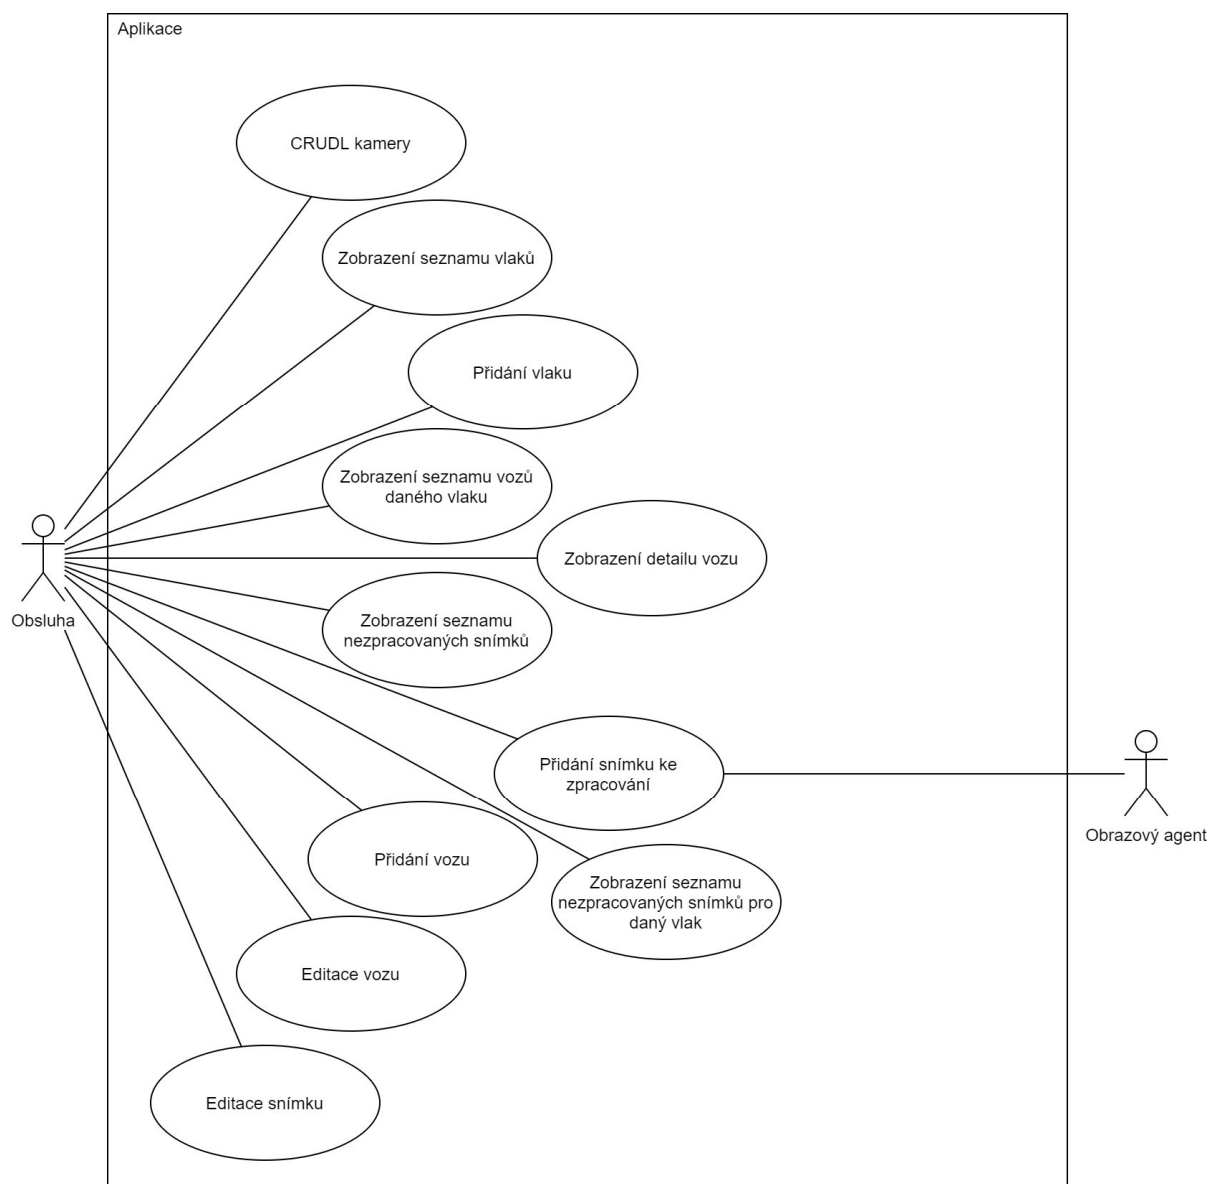 Aplikace
CRUDL kamery
Zobrazení seznamu vlaků
Přidání vlaku
Zobrazení seznamu vozů
daného vlaku
Zobrazení detailu vozu
Obsluha
Zobrazení seznamu
nezpracovaných snímků
Přidání snímku ke
zpracování
Obrazový agent
Přidání vozu
Zobrazení seznamu
nezpracovaných snímků pro
daný vlak
Editace vozu
Editace snímku